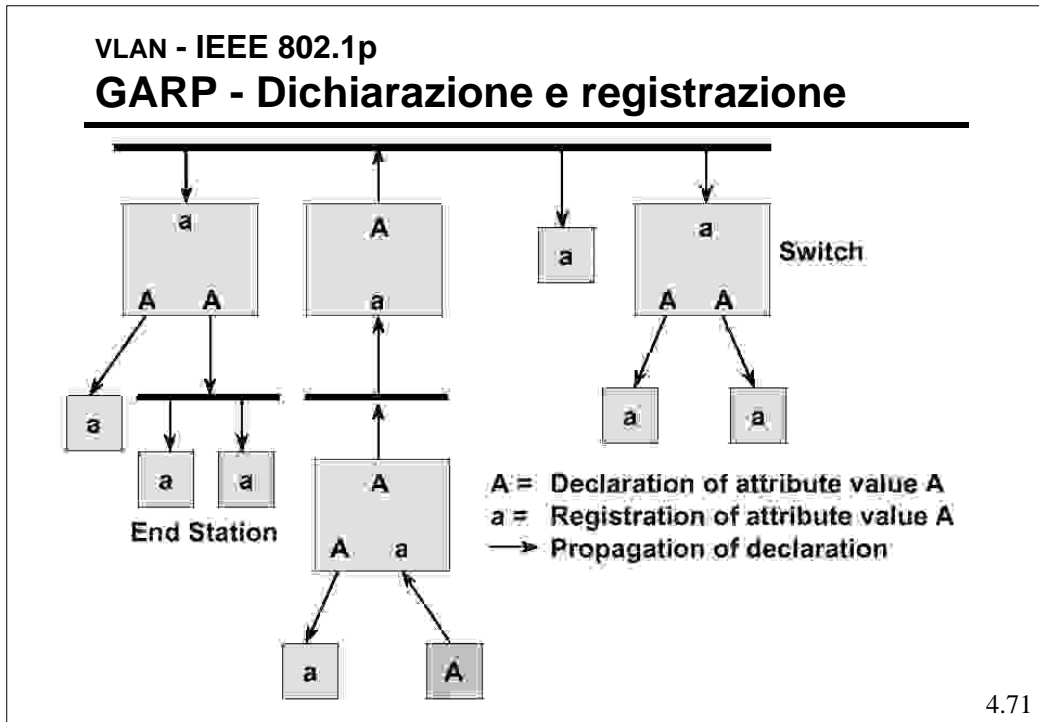 VLAN - IEEE 802.1p
GARP - Dichiarazione e registrazione
a
A
a
a
Switch
A A
a
A A
a
a
a
a
a
A
End Station
A a
A = Declaration of attribute value A
a = Registration of attribute value A
Propagation of declaration
a
A
4.71